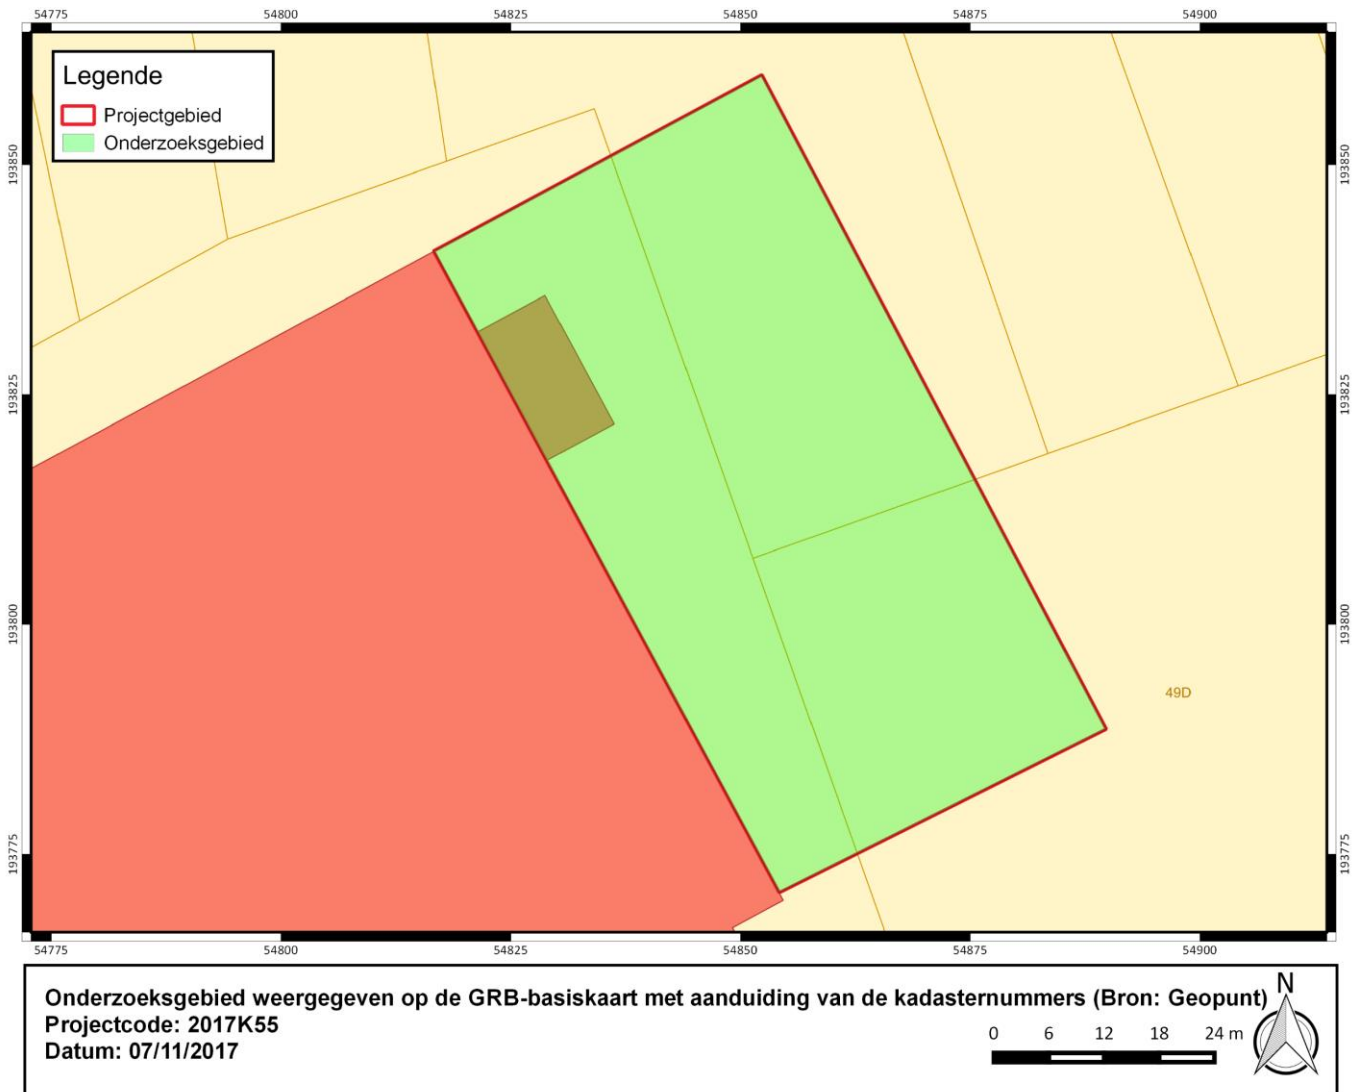 54775 54800 54825 54850 54875 54900
Legende
Projectgebied
Onderzoeksgebied
193850 193850
193825 193825
193800 193800
49D
193775 193775
54775 54800 54825 54850 54875 54900
Onderzoeksgebied weergegeven op de GRB-basiskaart met aanduiding van de kadasternummers (Bron: Geopunt)
Projectcode: 2017K55
Datum: 07/11/2017
0 6 12 18 24 m
N